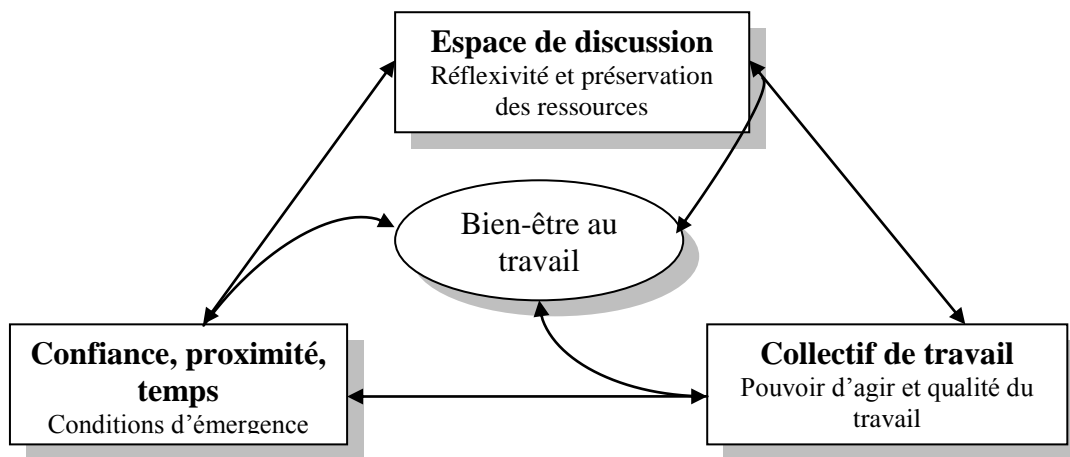 Espace de discussion
Réflexivité et préservation
des ressources
Bien-être au
travail
Confiance, proximité,
temps
Conditions d’émergence
Collectif de travail
Pouvoir d’agir et qualité du
travail